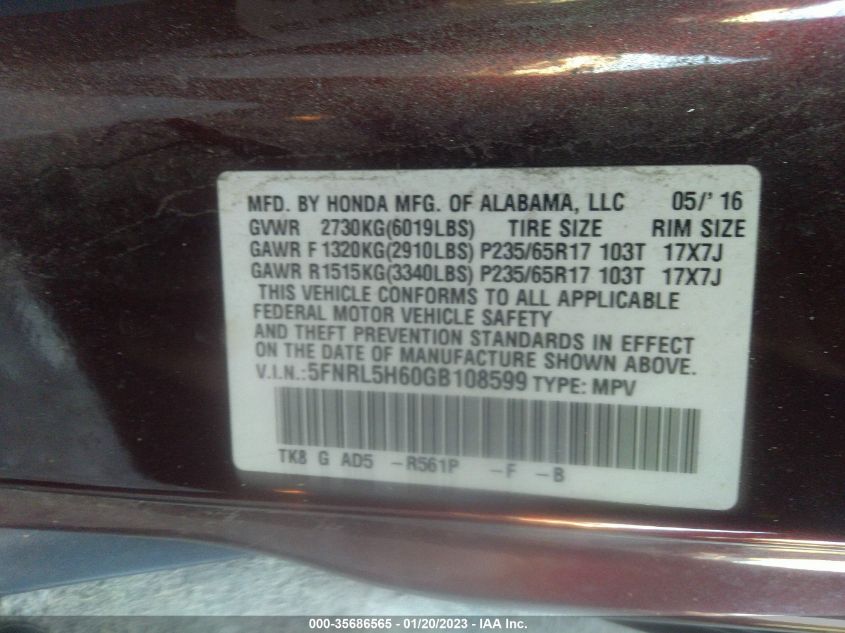 MFD. BY HONDA MFG. OF ALABAMA, LLC 05/' 16
GVWR 2730KG(6019LBS) TIRE SIZE RIM SIZE
GAWR F 1320KG(2910LBS) P235/65R17 103T 17X7J
GAWR R1515KG(3340LBS) P235/65R17 103T 17X7J
THIS VEHICLE CONFORMS TO ALL APPLICABLE
FEDERAL MOTOR VEHICLE SAFETY
AND THEFT PREVENTION STANDARDS IN EFFECT
ON THE DATE OF MANUFACTURE SHOWN ABOVE.
V.I.N.:5FNRL5H60GB108599 TYPE: MPV
TK8 G AD5 -R561P -F -B
000-35686565 - 01/20/2023 - IAA Inc.